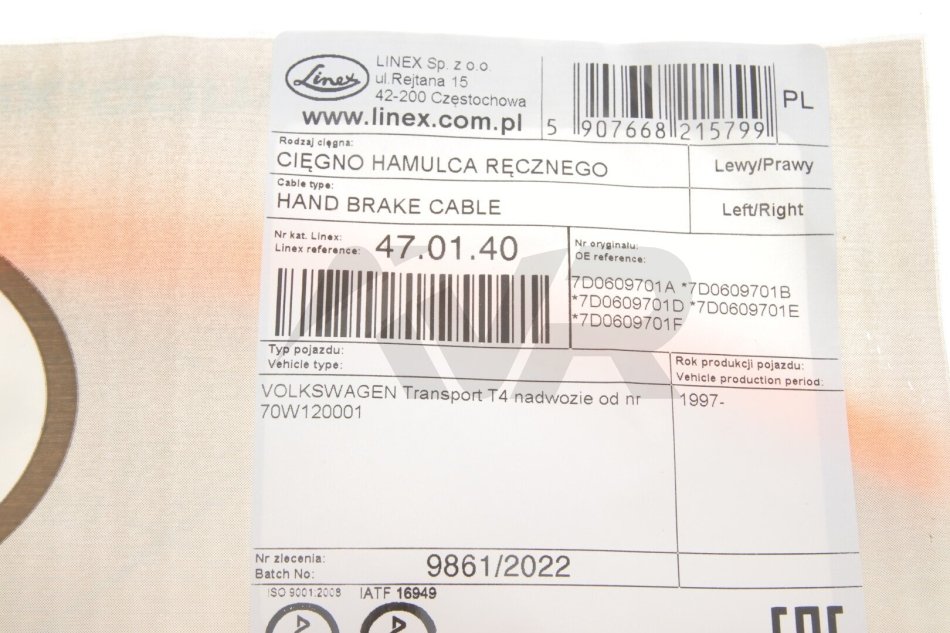 Linex
LINEX Sp. z o.o.
ul.Rejtana 15
42-200 Częstochowa
www.linex.com.pl
5 907668 215799
PL
Rodzaj cięgna:
CIĘGNO HAMULCA RĘCZNEGO
Lewy/Prawy
Cable type:
HAND BRAKE CABLE
Left/Right
Nr kat. Linex:
Linex reference:
47.01.40
Nr oryginału:
OE reference:
7D0609701A *7D0609701B
*7D0609701D *7D0609701E
*7D0609701F
Typ pojazdu:
Vehicle type:
Rok produkcji pojazdu:
Vehicle production period:
VOLKSWAGEN Transport T4 nadwozie od nr
70W120001
1997-
Nr zlecenia:
Batch No:
9861/2022
ISO 9001:2008
IATF 16949